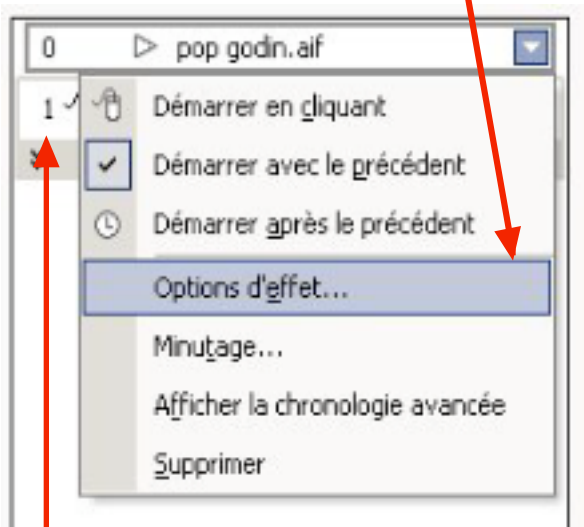 0 pop godin.aif
1
Démarrer en cliquant
Démarrer avec le précédent
Démarrer après le précédent
Options d'effet...
Minutage...
Afficher la chronologie avancée
Supprimer